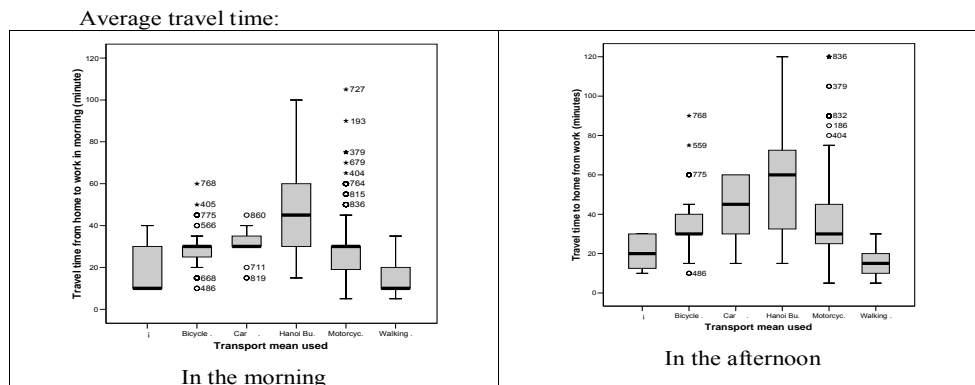 Average travel time:
Travel time from home to work in morning (minute)
120
100
80
60
40
20
0
727
193
379
679
404
764
815
836
768
405
775
566
668
486
860
711
819
¡
Bicycle .
Car .
Hanoi Bu.
Motorcyc.
Walking .
Transport mean used
In the morning
Travel time to home from work (minutes)
120
100
80
60
40
20
0
836
379
832
186
404
768
559
775
486
¡
Bicycle .
Car .
Hanoi Bu.
Motorcyc.
Walking .
Transport mean used
In the afternoon